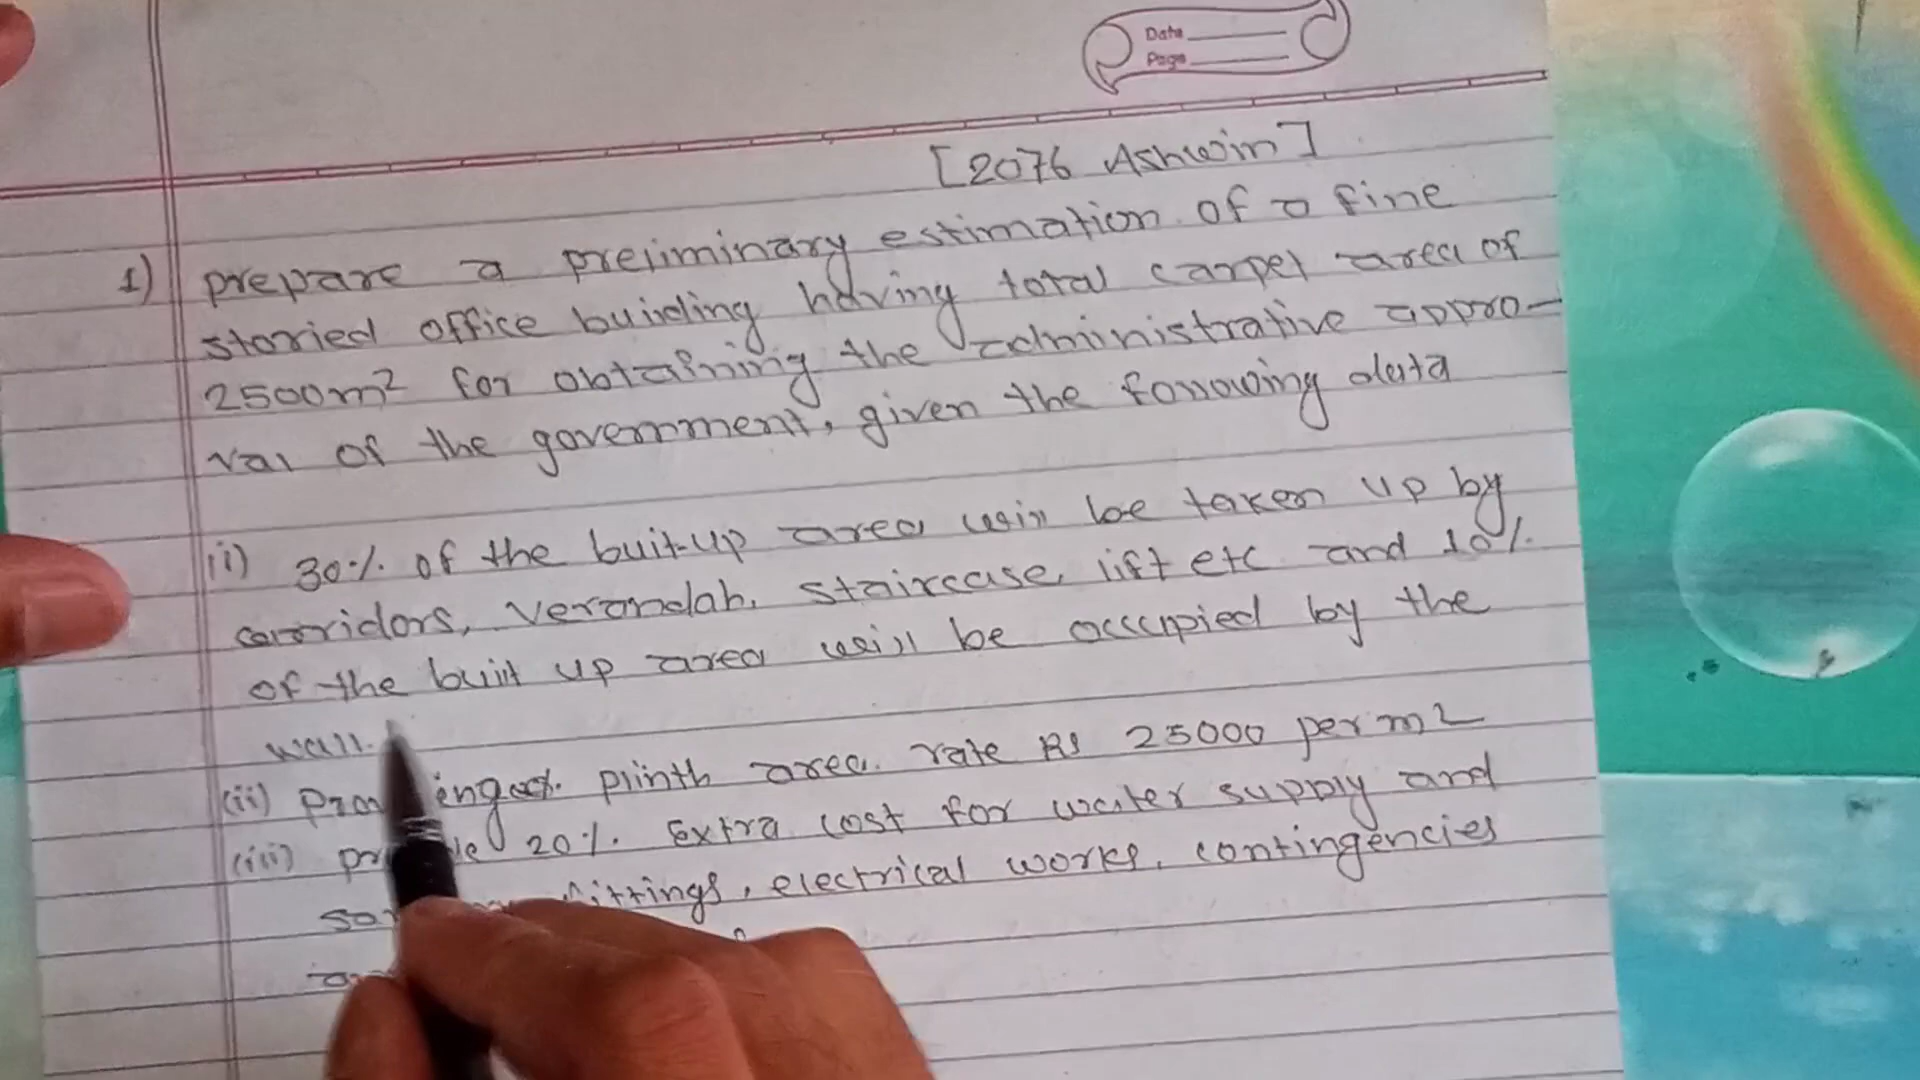 Date
Page
[2076 Ashwin]
1) prepare a preliminary estimation of a fine
storied office building having total carpet area of
2500m² for obtaining the administrative appro-
val of the government, given the following data
ii) 30% of the buit-up area will be taken up by
corridors, verandah, staircase, lift etc and 10%
of the built up area will be occupied by the
wall.
(ii) plinth area rate Rs 25000 per m²
(iii) 20% Extra cost for water supply and
fittings, electrical works, contingencies